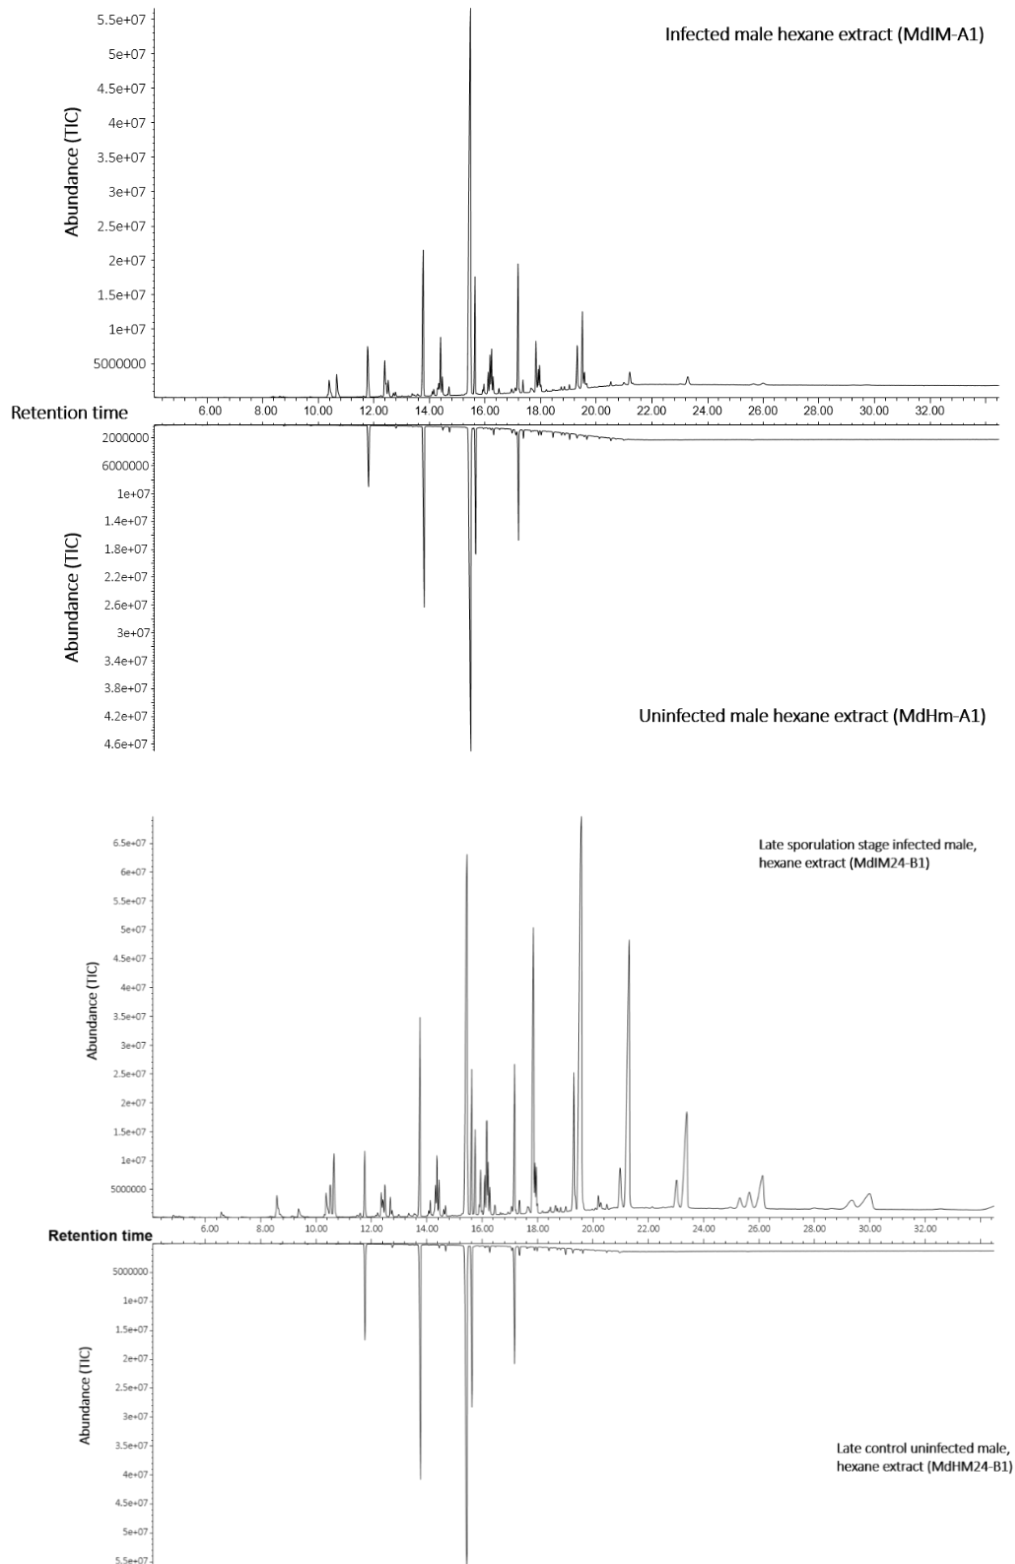 5.5e+07
Infected male hexane extract (MdIM-A1)
5e+07
4.5e+07
4e+07
3.5e+07
3e+07
2.5e+07
2e+07
1.5e+07
1e+07
5000000
Abundance (TIC)
Retention time
6.00 8.00 10.00 12.00 14.00 16.00 18.00 20.00 22.00 24.00 26.00 28.00 30.00 32.00
2000000
6000000
1e+07
1.4e+07
1.8e+07
2.2e+07
2.6e+07
3e+07
3.4e+07
3.8e+07
4.2e+07
4.6e+07
Abundance (TIC)
Uninfected male hexane extract (MdHm-A1)
Late sporulation stage infected male,
hexane extract (MdIM24-B1)
6.5e+07
6e+07
5.5e+07
5e+07
4.5e+07
4e+07
3.5e+07
3e+07
2.5e+07
2e+07
1.5e+07
1e+07
5000000
Abundance (TIC)
Retention time
6.00 8.00 10.00 12.00 14.00 16.00 18.00 20.00 22.00 24.00 26.00 28.00 30.00 32.00
5000000
1e+07
1.5e+07
2e+07
2.5e+07
3e+07
3.5e+07
4e+07
4.5e+07
5e+07
5.5e+07
Abundance (TIC)
Late control uninfected male,
hexane extract (MdHM24-B1)